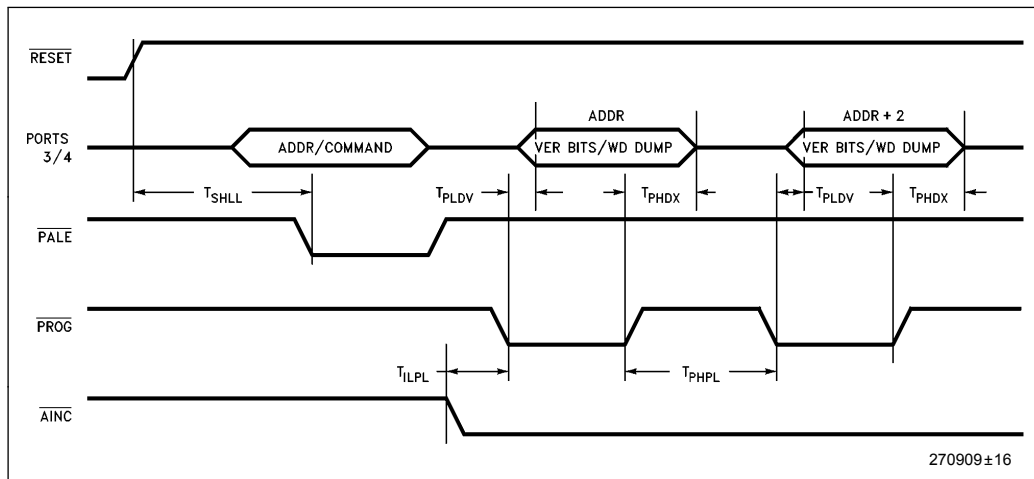 RESET
PORTS
3/4
ADDR/COMMAND
ADDR
VER BITS/WD DUMP
ADDR + 2
VER BITS/WD DUMP
TSHLL
TPLDV
TPHDX
TPLDV
TPHDX
PALE
PROG
TILPL
TPHPL
AINC
270909±16